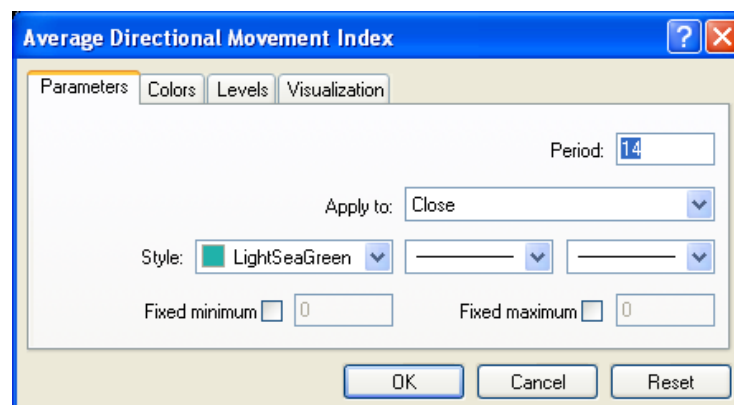 Average Directional Movement Index ?
Parameters Colors Levels Visualization
Period: 14
Apply to: Close
Style: LightSeaGreen
Fixed minimum 0 Fixed maximum 0
OK Cancel Reset